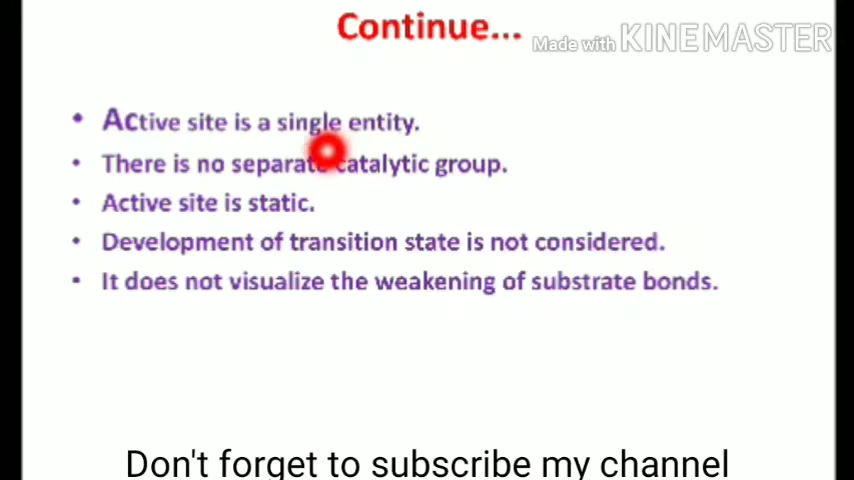 Continue...
Made with KINEMASTER
• Active site is a single entity.
• There is no separate catalytic group.
• Active site is static.
• Development of transition state is not considered.
• It does not visualize the weakening of substrate bonds.
Don't forget to subscribe my channel